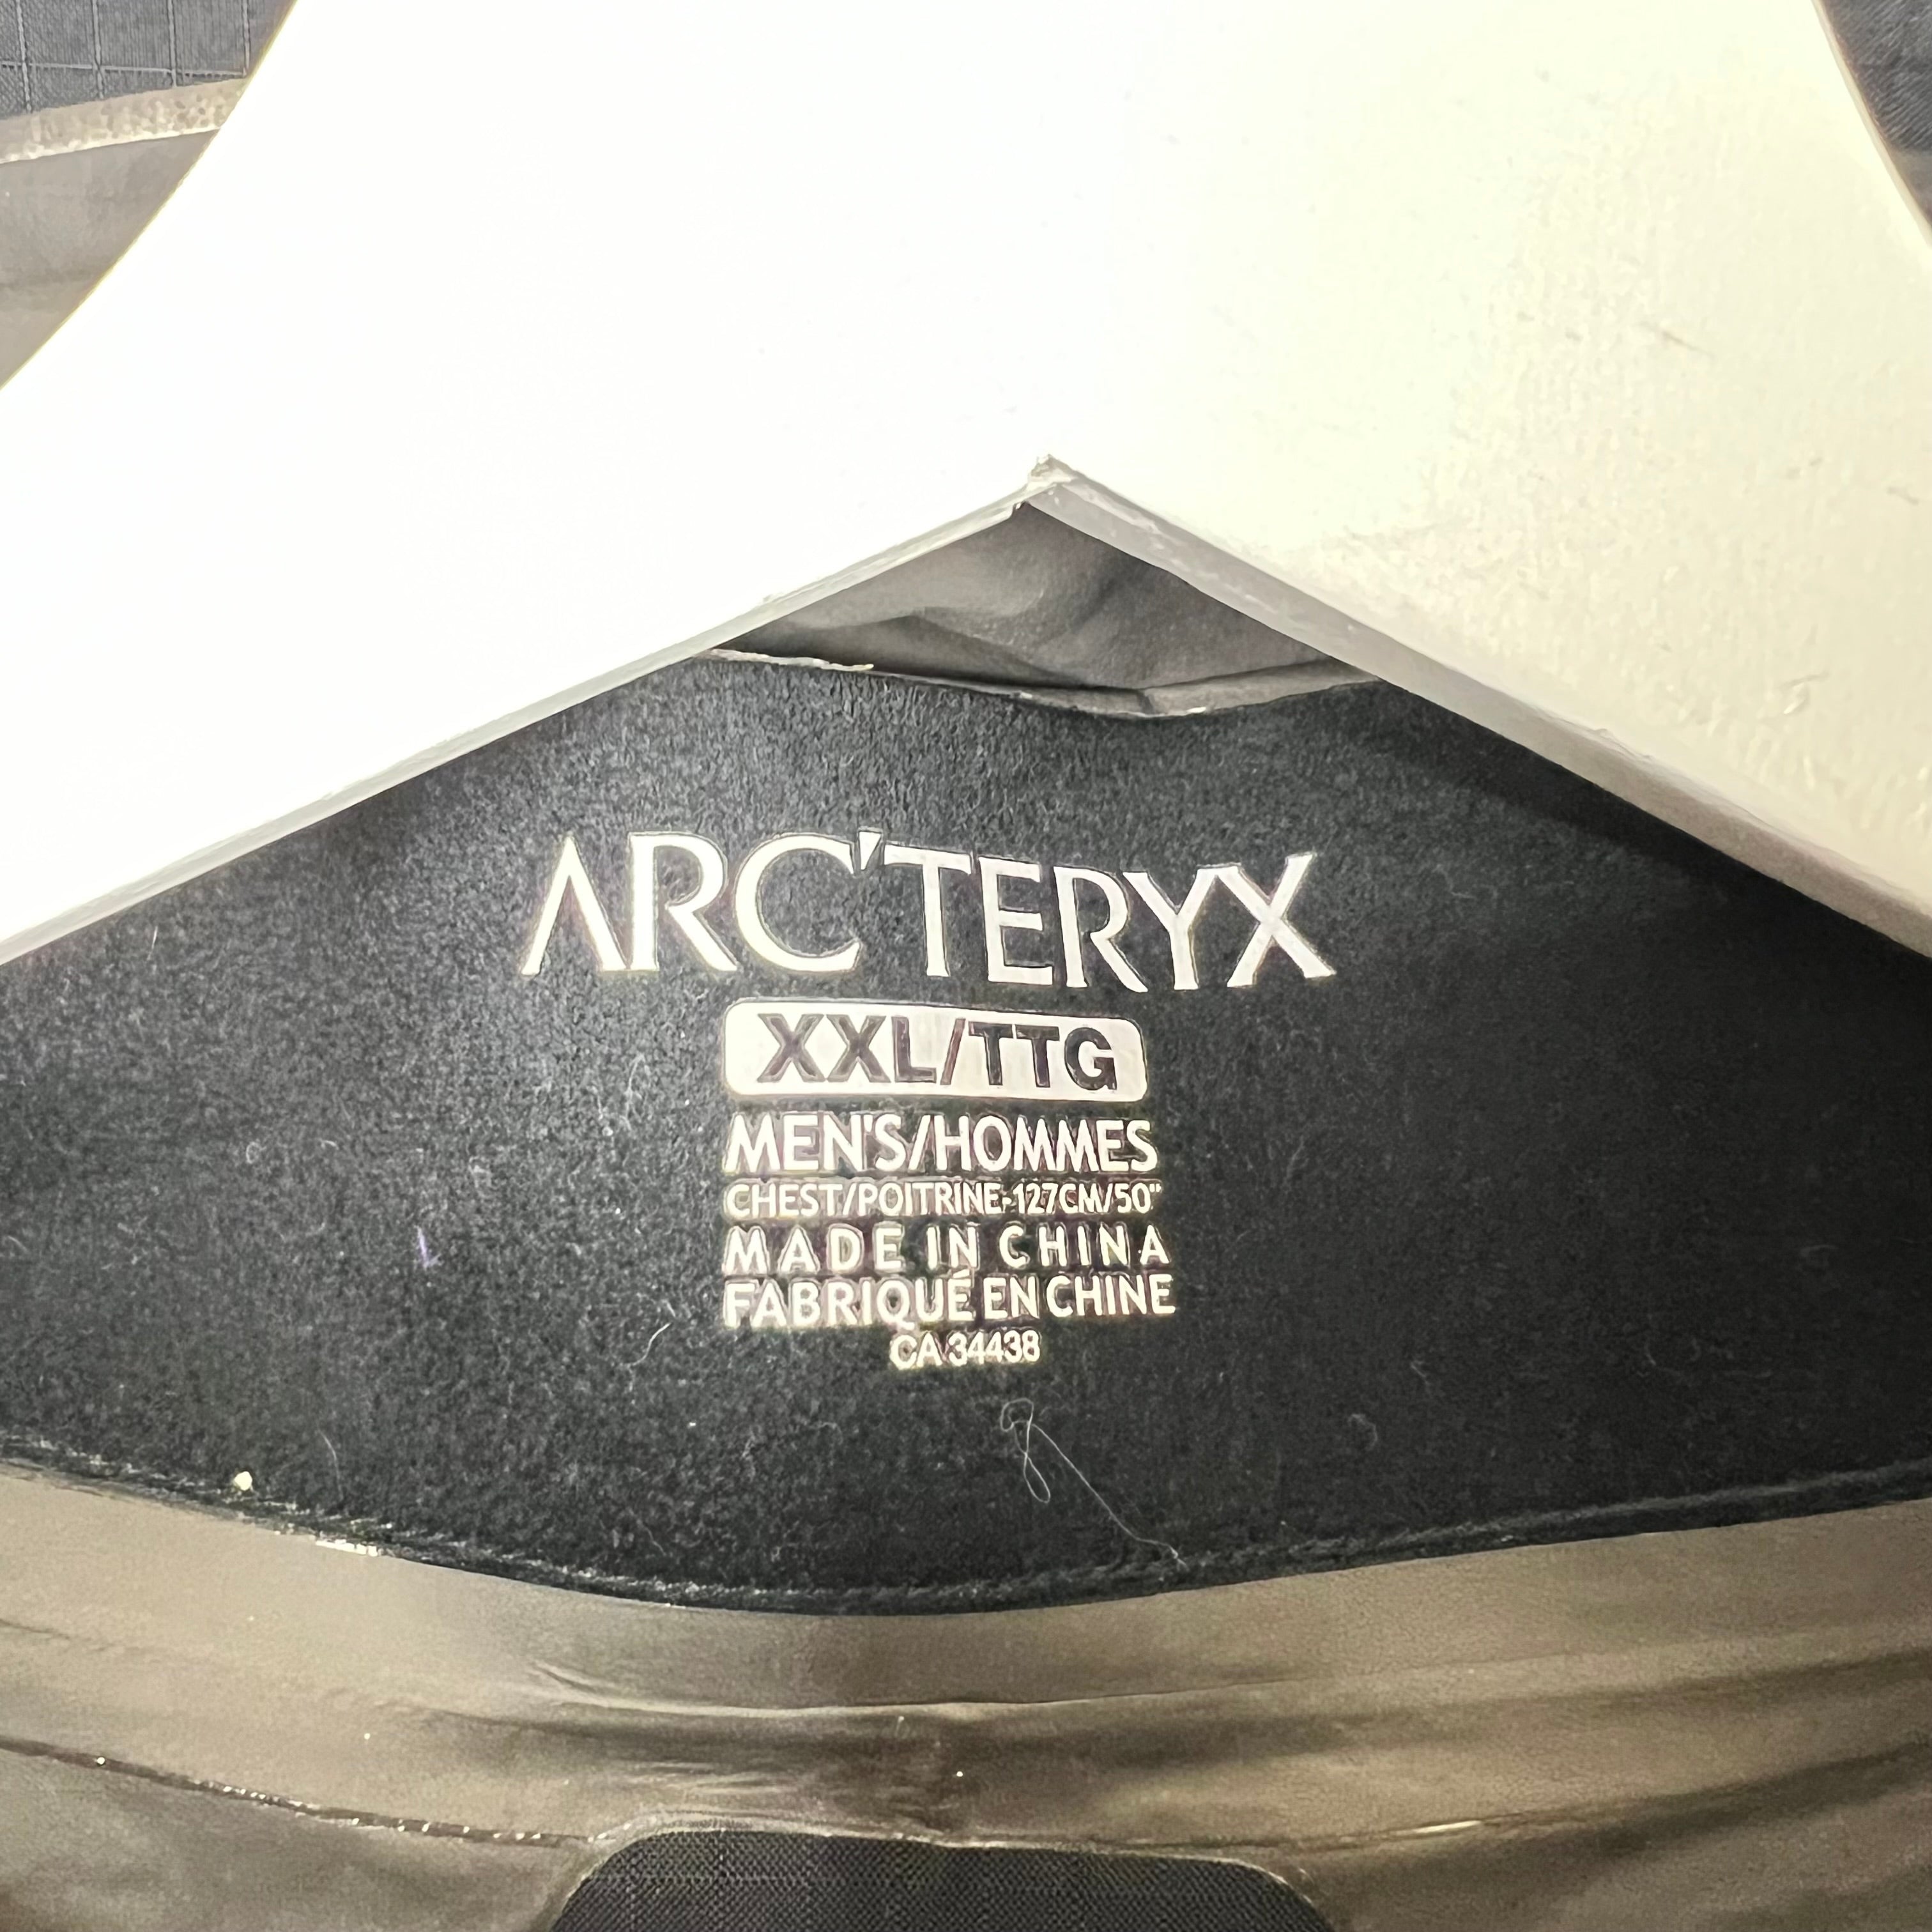 ARC'TERYX
XXL/TTG
MEN'S/HOMMES
CHEST/POITRINE-127CM/50"
MADE IN CHINA
FABRIQUÉ EN CHINE
CA 34438